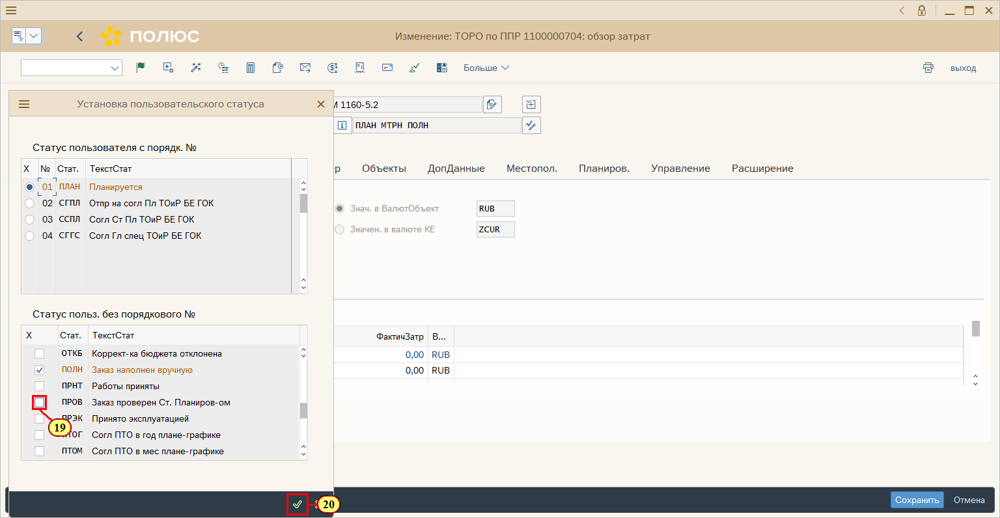 ПОЛЮС
Изменение: ТОРО по ППР 1100000704: обзор затрат
Больше
выход
Установка пользовательского статуса
М 1160-5.2
ПЛАН МТРН ПОЛН
Статус пользователя с порядк. №
X № Стат. ТекстСтат
01 ПЛАН Планируется
02 СГПЛ Отпр на согл Пл ТОиР БЕ ГОК
03 ССПЛ Согл Ст Пл ТОиР БЕ ГОК
04 СГГС Согл Гл спец ТОиР БЕ ГОК
ер Объекты ДопДанные Местопол. Планиров. Управление Расширение
Знач. в ВалютОбъект RUB
Значен. в валюте КЕ ZCUR
Статус польз. без порядкового №
X Стат. ТекстСтат
ОТКБ Коррект-ка бюджета отклонена
ПОЛН Заказ наполнен вручную
ПРНТ Работы приняты
ПРОВ Заказ проверен Ст. Планиров-ом
ПРЭК Принято эксплуатацией
19
ПТОГ Согл ПТО в год плане-графике
ПТОМ Согл ПТО в мес плане-графике
ФактичЗатр В...
0,00 RUB
0,00 RUB
20
Сохранить Отмена